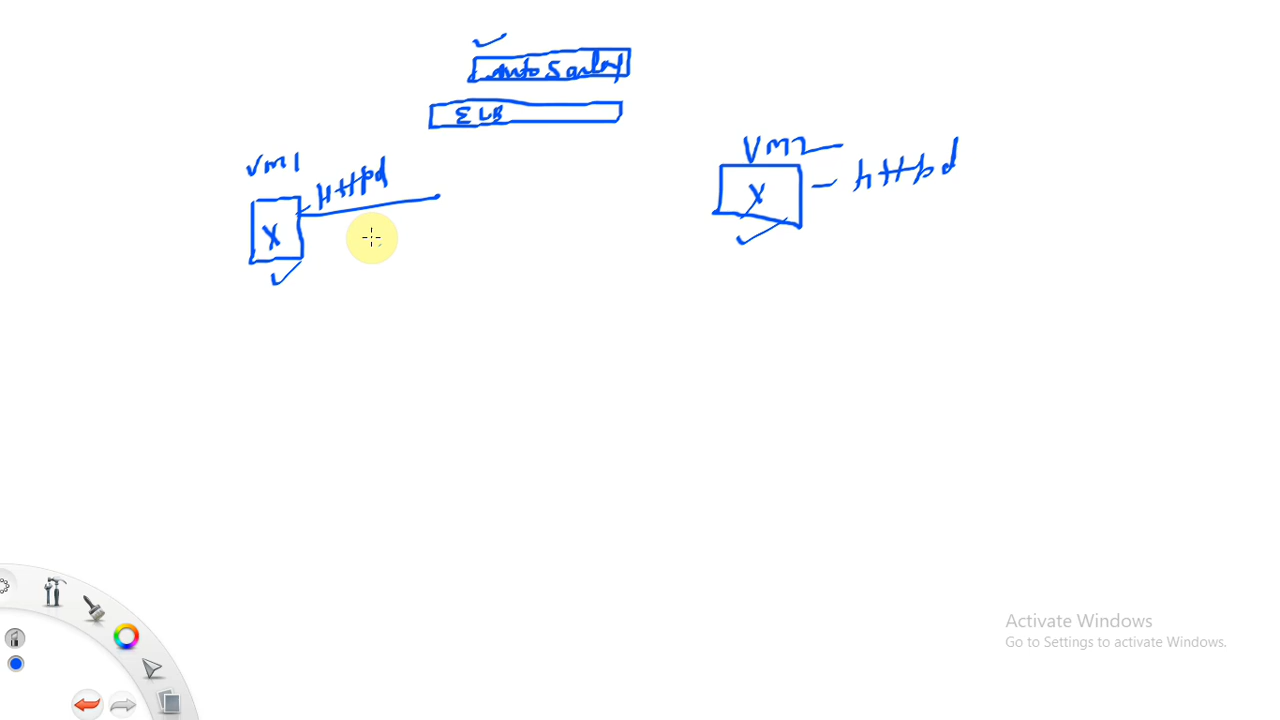 Auto Scaling
ELB
VM1
HTTPd
X
VM2
httpd
X
Activate Windows
Go to Settings to activate Windows.